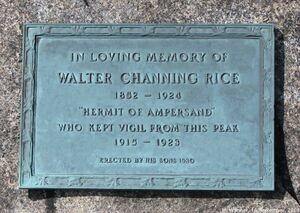 IN LOVING MEMORY OF
WALTER CHANNING RICE
1852 – 1924
"HERMIT OF AMPERSAND"
WHO KEPT VIGIL FROM THIS PEAK
1915 – 1923
ERECTED BY HIS SONS 1930